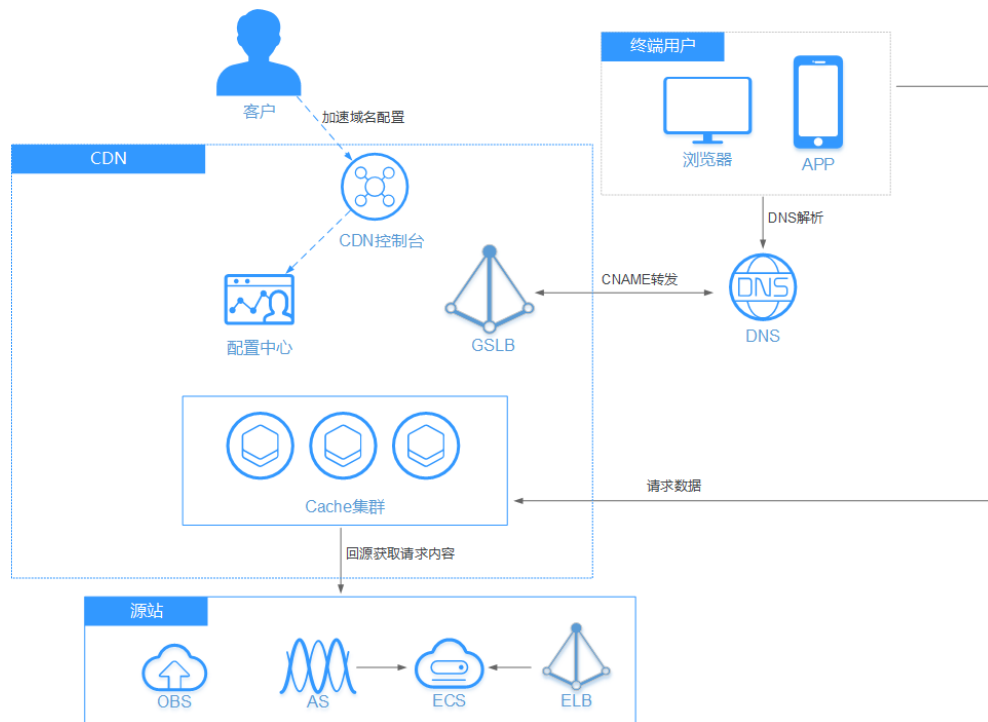 客户
加速域名配置
终端用户
浏览器
APP
CDN
CDN控制台
DNS解析
CNAME转发
DNS
DNS
配置中心
GSLB
Cache集群
请求数据
回源获取请求内容
源站
OBS
AS
ECS
ELB